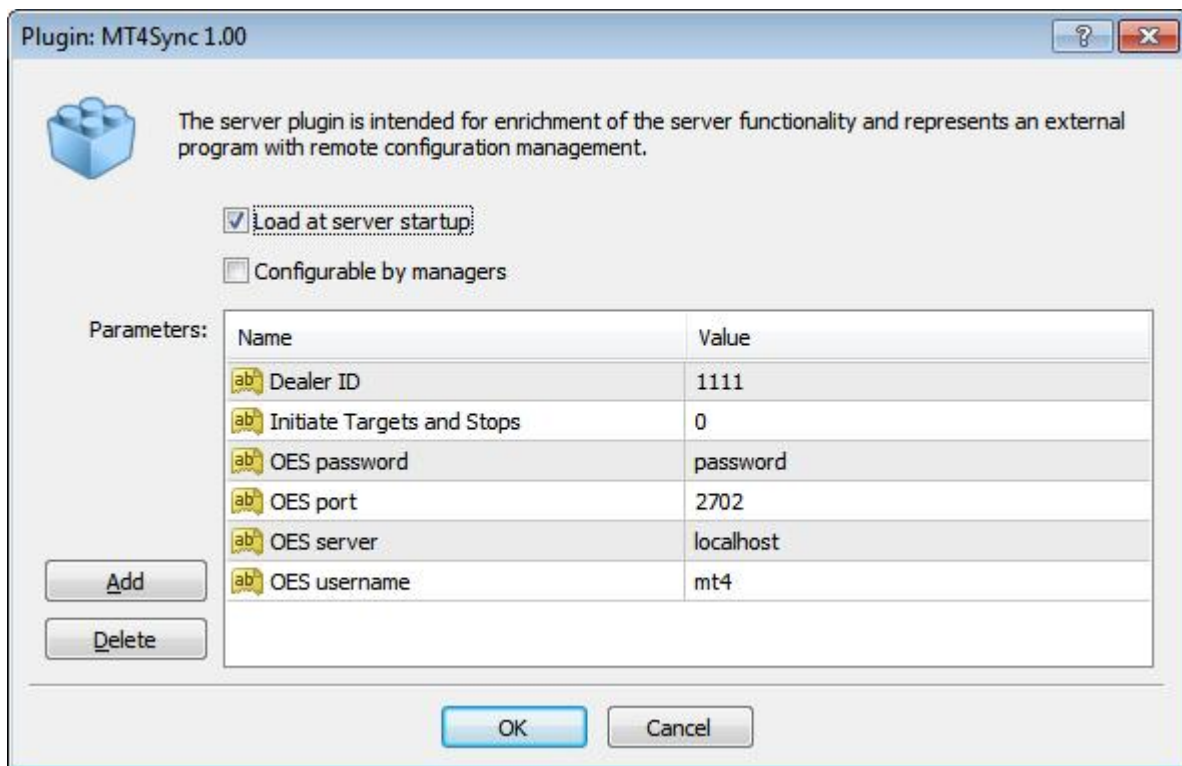 Plugin: MT4Sync 1.00
The server plugin is intended for enrichment of the server functionality and represents an external
program with remote configuration management.
Load at server startup
Configurable by managers
Parameters:
Name Value
Dealer ID 1111
Initiate Targets and Stops 0
OES password password
OES port 2702
OES server localhost
OES username mt4
Add
Delete
OK Cancel